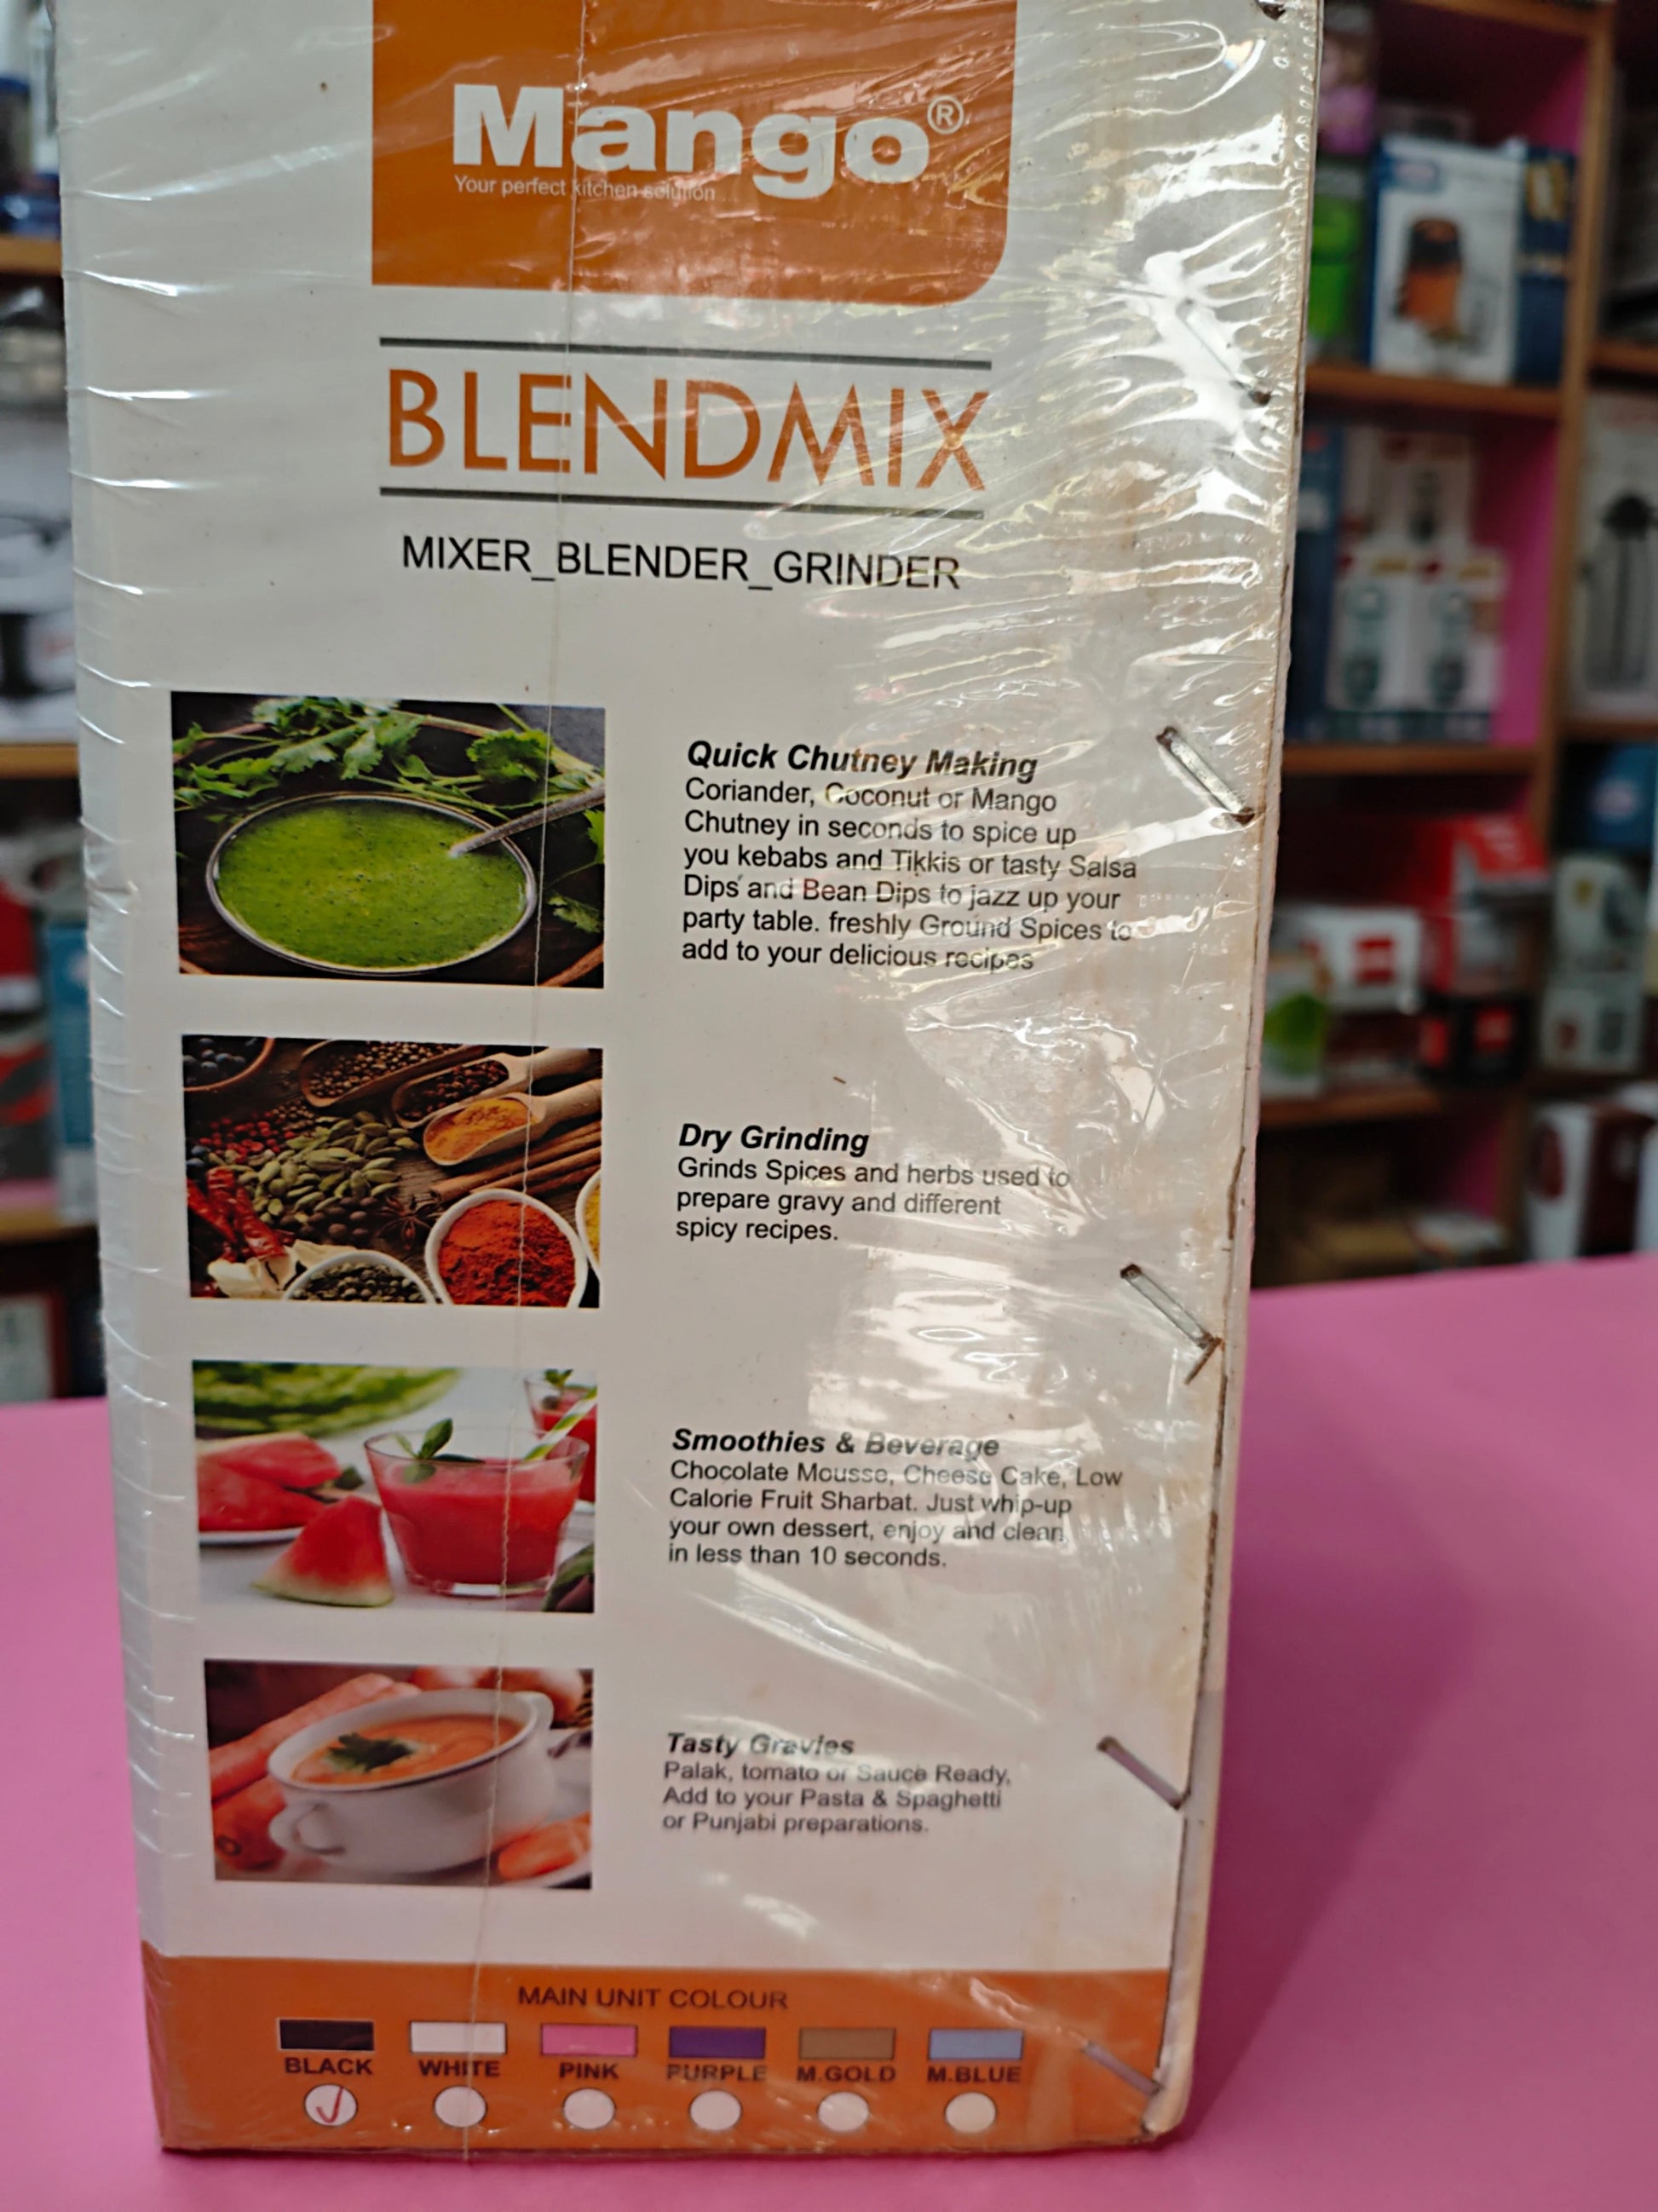 Mango®
Your perfect kitchen solution
BLENDMIX
MIXER_BLENDER_GRINDER
Quick Chutney Making
Coriander, Coconut or Mango
Chutney in seconds to spice up
you kebabs and Tikkis or tasty Salsa
Dips and Bean Dips to jazz up your
party table. freshly Ground Spices to
add to your delicious recipes
Dry Grinding
Grinds Spices and herbs used to
prepare gravy and different
spicy recipes.
Smoothies & Beverage
Chocolate Mousse, Cheese Cake, Low
Calorie Fruit Sharbat. Just whip-up
your own dessert, enjoy and clean
in less than 10 seconds.
Tasty Gravies
Palak, tomato or Sauce Ready,
Add to your Pasta & Spaghetti
or Punjabi preparations.
MAIN UNIT COLOUR
BLACK WHITE PINK PURPLE M.GOLD M.BLUE